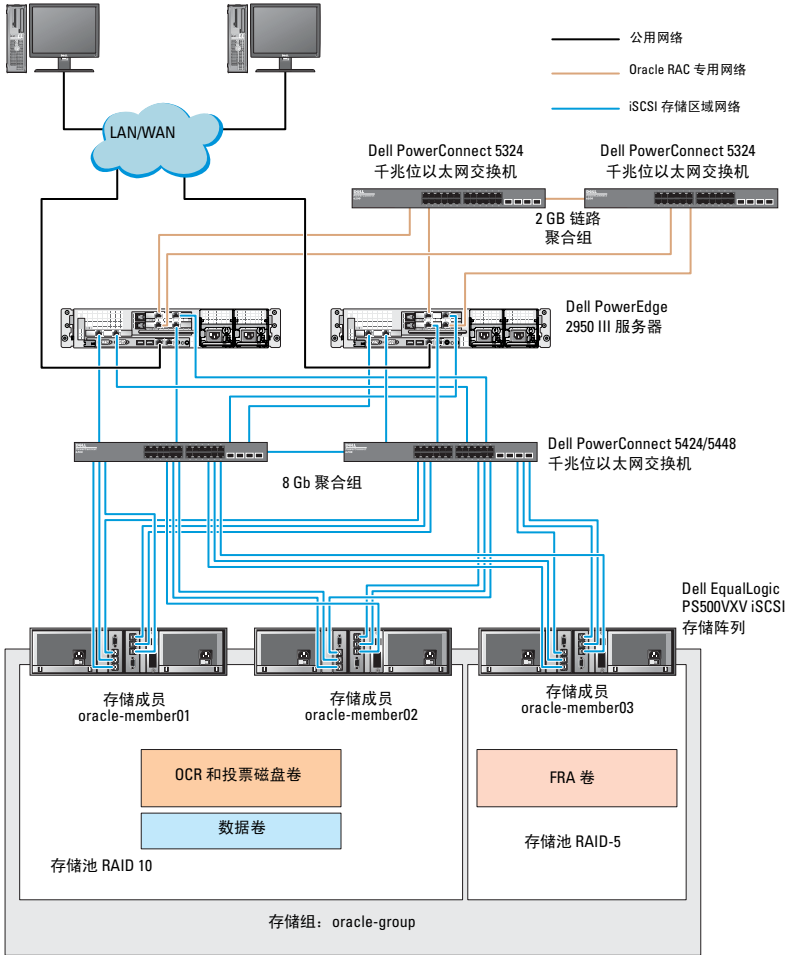 公用网络
Oracle RAC 专用网络
iSCSI 存储区域网络
LAN/WAN
Dell PowerConnect 5324
千兆位以太网交换机
Dell PowerConnect 5324
千兆位以太网交换机
2 GB 链路
聚合组
Dell PowerEdge
2950 III 服务器
Dell PowerConnect 5424/5448
千兆位以太网交换机
8 Gb 聚合组
Dell EqualLogic
PS500VXV iSCSI
存储阵列
存储成员
oracle-member01
存储成员
oracle-member02
存储成员
oracle-member03
OCR 和投票磁盘卷
数据卷
存储池 RAID 10
FRA 卷
存储池 RAID-5
存储组：oracle-group